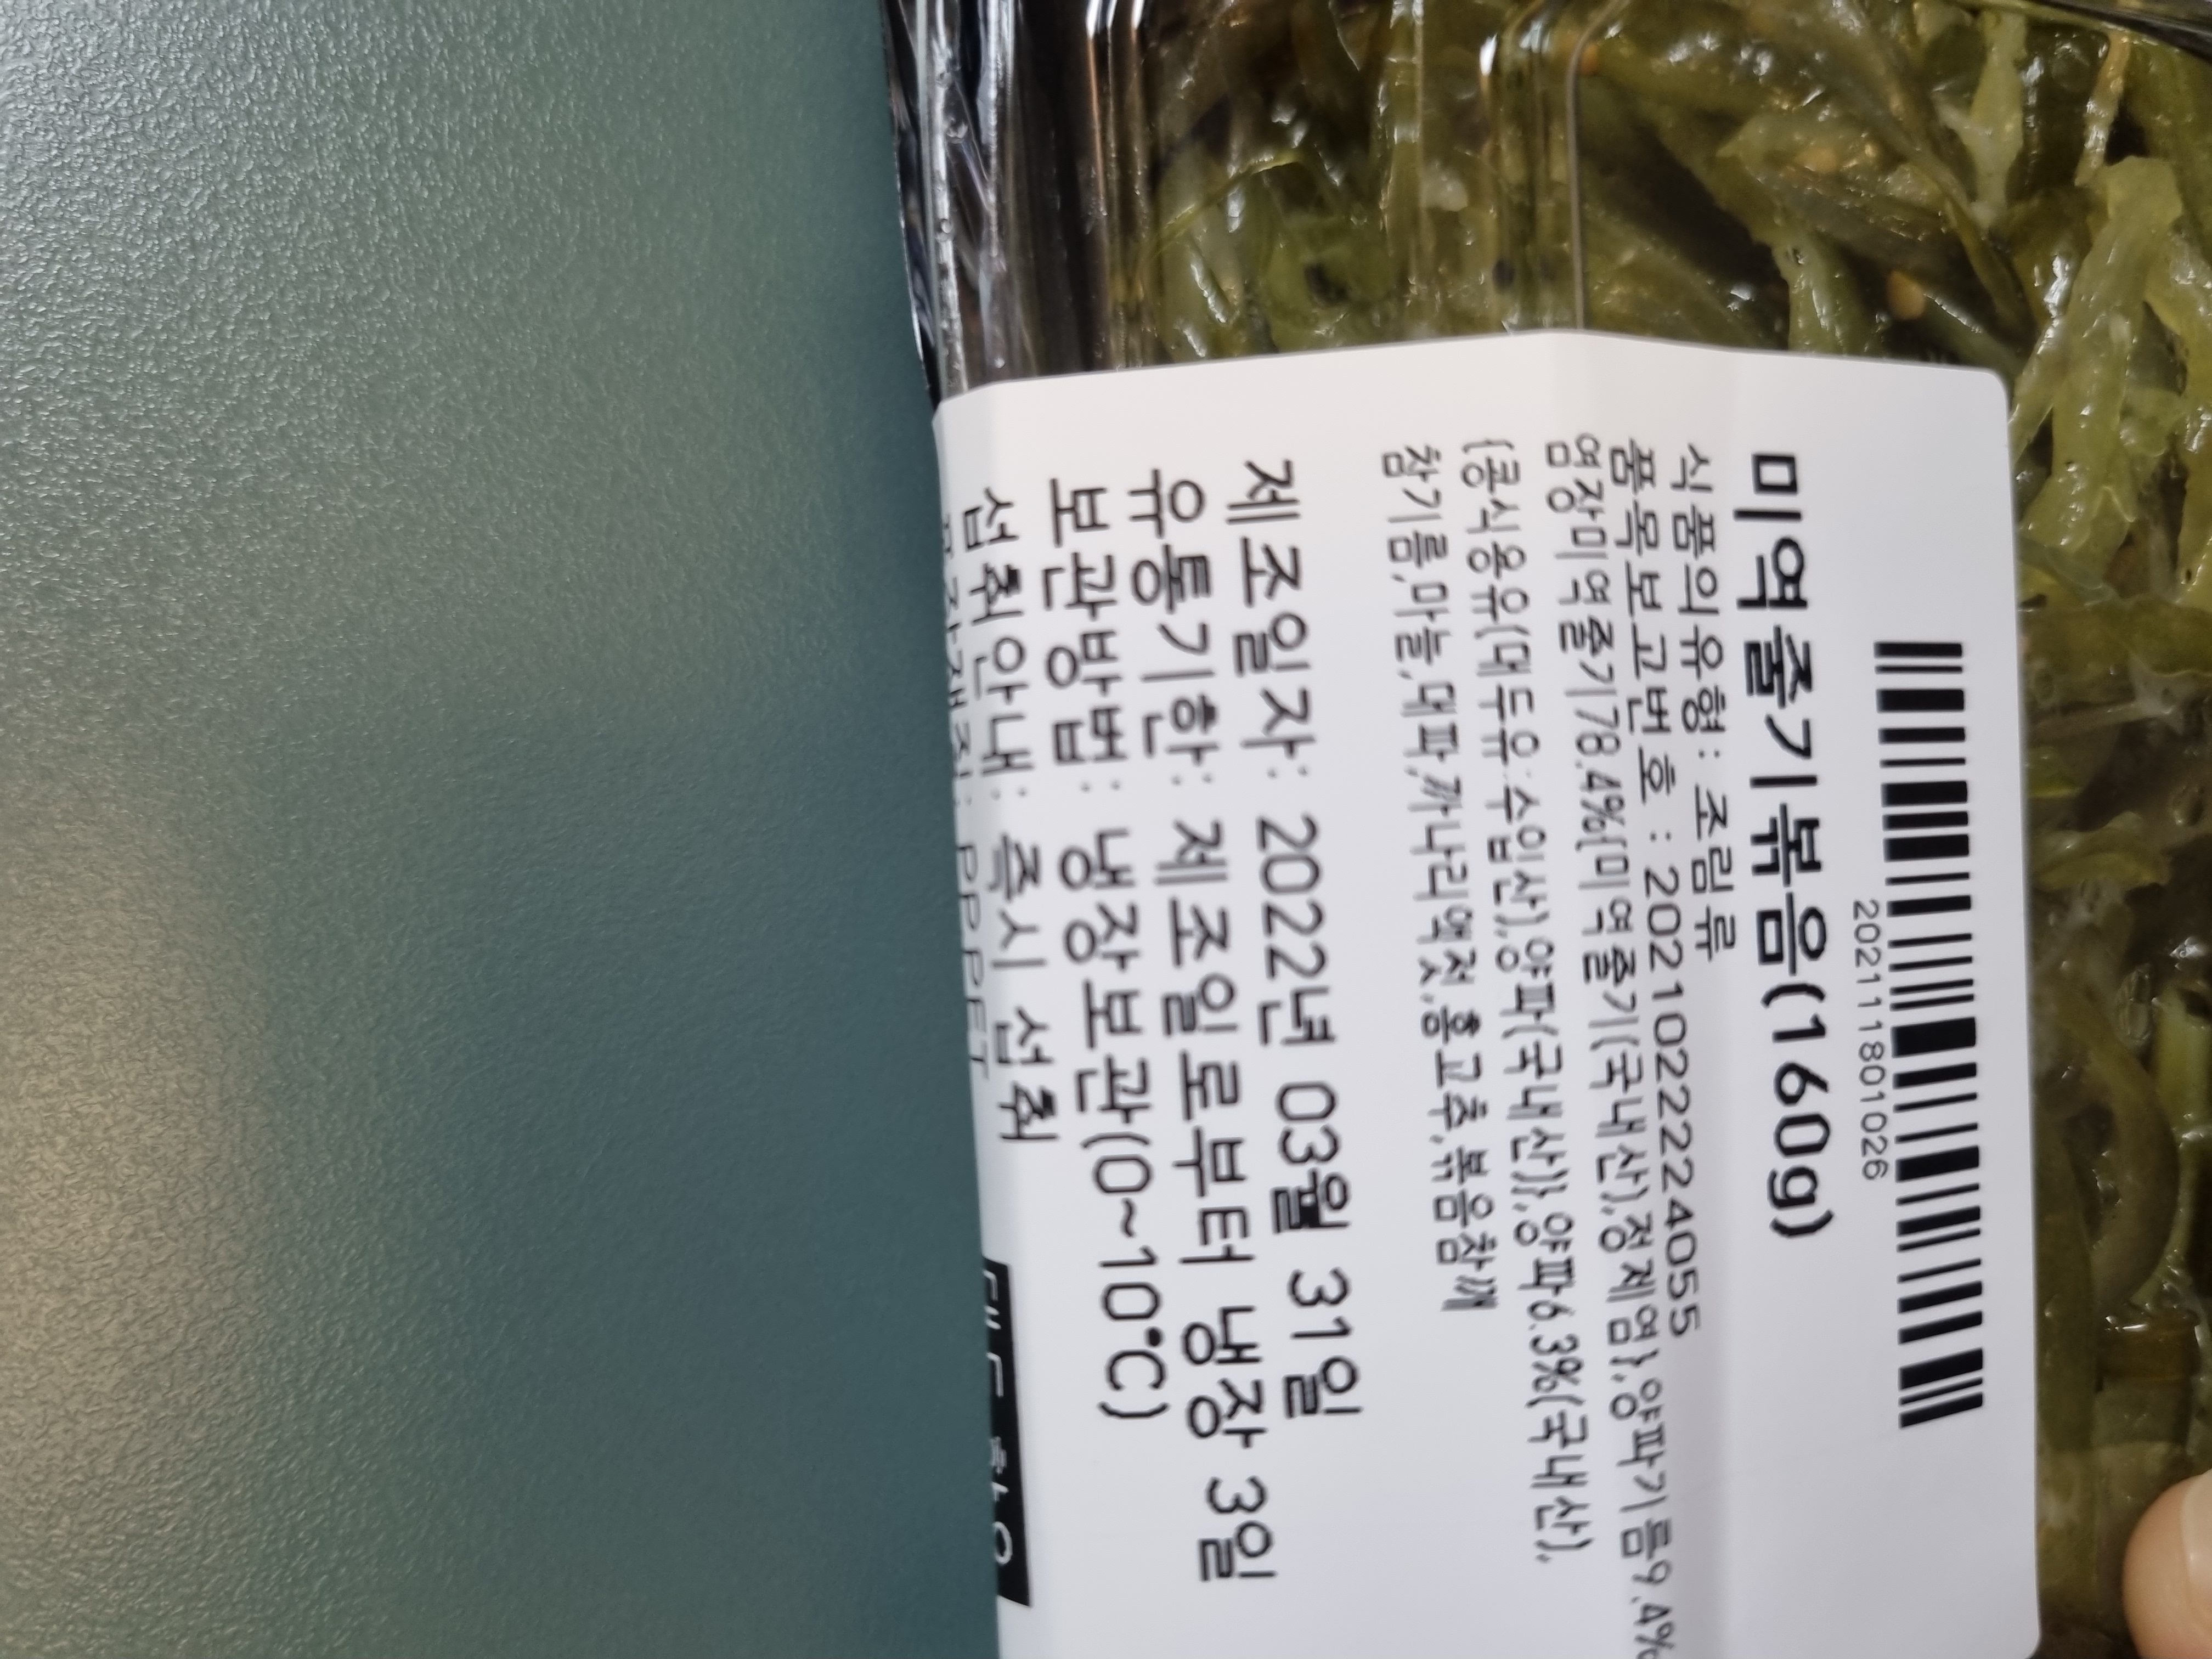 202111801026
미역줄기볶음(160g)
식품의유형: 조림류
품목보고번호 : 20210222224055
염장미역줄기78.4%{미역줄기(국내산),정제염},양파기름9.4%
{콩식용유(대두유:수입산),양파(국내산)},양파6.3%(국내산),
참기름,마늘,대파,까나리액젓,홍고추,볶음참깨
제조일자: 2022년 03월 31일
유통기한: 제조일로부터 냉장 3일
보관방법: 냉장보관(0~10℃)
섭취안내: 즉시 섭취